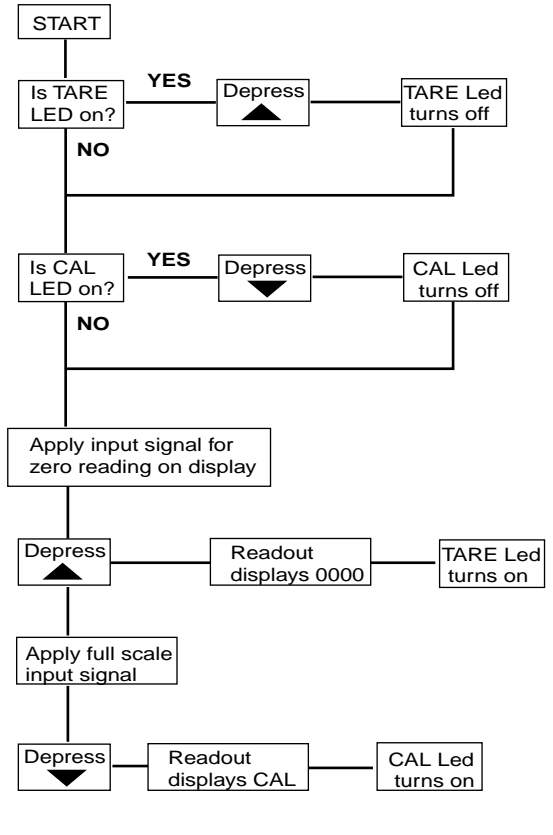 START
Is TARE
LED on?
YES
Depress
TARE Led
turns off
NO
Is CAL
LED on?
YES
Depress
CAL Led
turns off
NO
Apply input signal for
zero reading on display
Depress
Readout
displays 0000
TARE Led
turns on
Apply full scale
input signal
Depress
Readout
displays CAL
CAL Led
turns on